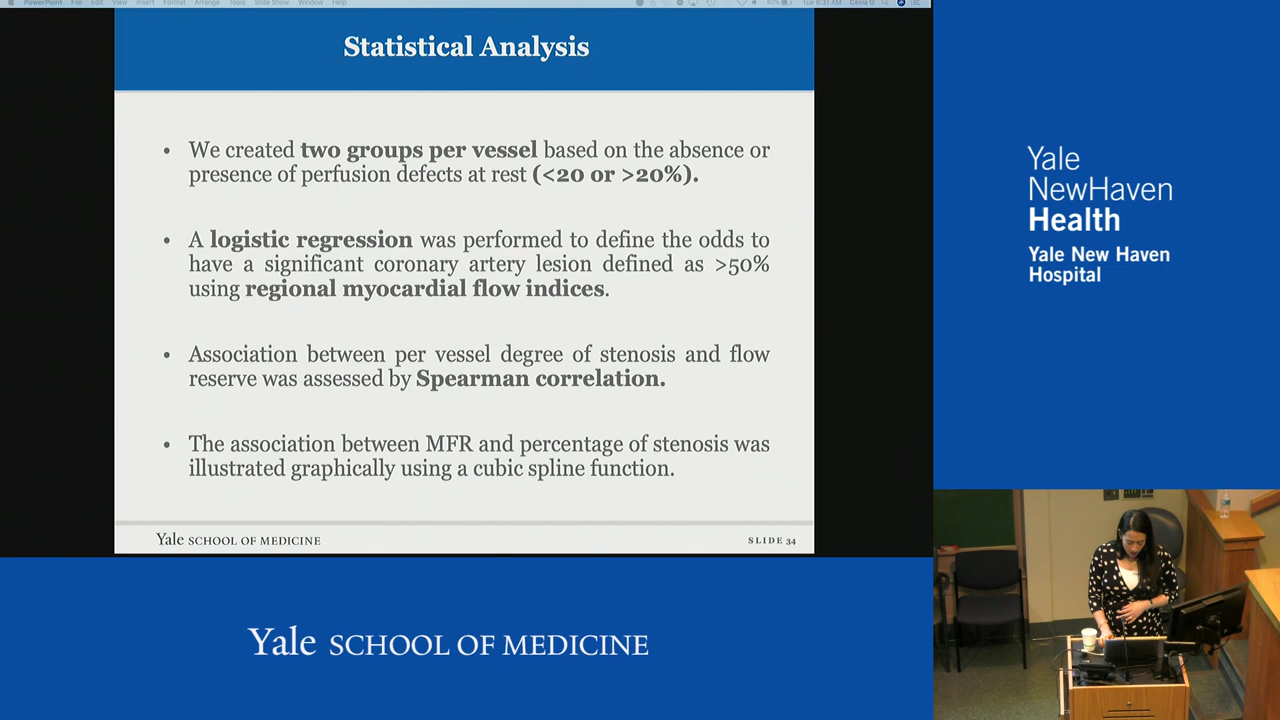 PowerPoint File Edit View Insert Format Arrange Tools Slide Show Window Help
Statistical Analysis
• We created two groups per vessel based on the absence or
presence of perfusion defects at rest (<20 or >20%).
• A logistic regression was performed to define the odds to
have a significant coronary artery lesion defined as >50%
using regional myocardial flow indices.
• Association between per vessel degree of stenosis and flow
reserve was assessed by Spearman correlation.
• The association between MFR and percentage of stenosis was
illustrated graphically using a cubic spline function.
Yale SCHOOL OF MEDICINE
SLIDE 34
Yale SCHOOL OF MEDICINE
Yale
NewHaven
Health
Yale New Haven
Hospital